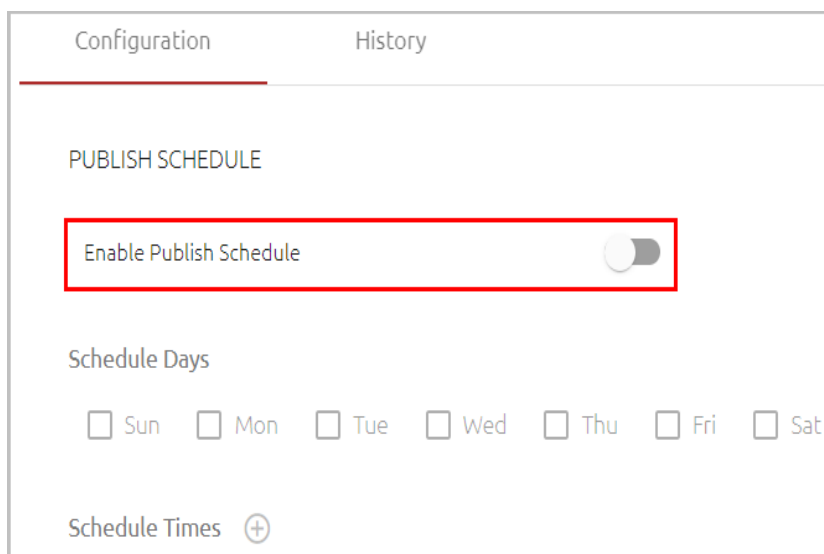 Configuration History
PUBLISH SCHEDULE
Enable Publish Schedule
Schedule Days
Sun Mon Tue Wed Thu Fri Sat
Schedule Times